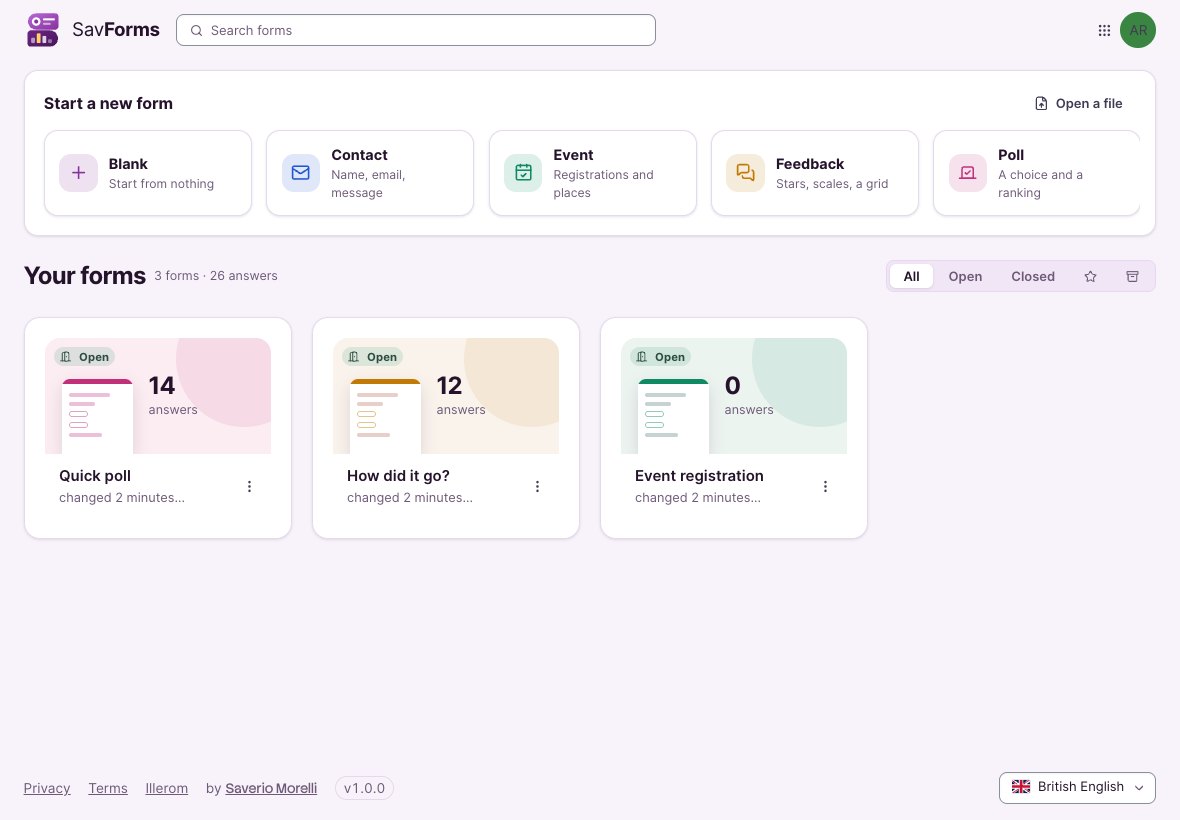 SavForms
Search forms
AR
Start a new form
Open a file
Blank
Start from nothing
Contact
Name, email,
message
Event
Registrations and
places
Feedback
Stars, scales, a grid
Poll
A choice and a
ranking
Your forms
3 forms · 26 answers
All
Open
Closed
Open
14
answers
Quick poll
changed 2 minutes...
Open
12
answers
How did it go?
changed 2 minutes...
Open
0
answers
Event registration
changed 2 minutes...
Privacy
Terms
Illerom
by Saverio Morelli
v1.0.0
British English